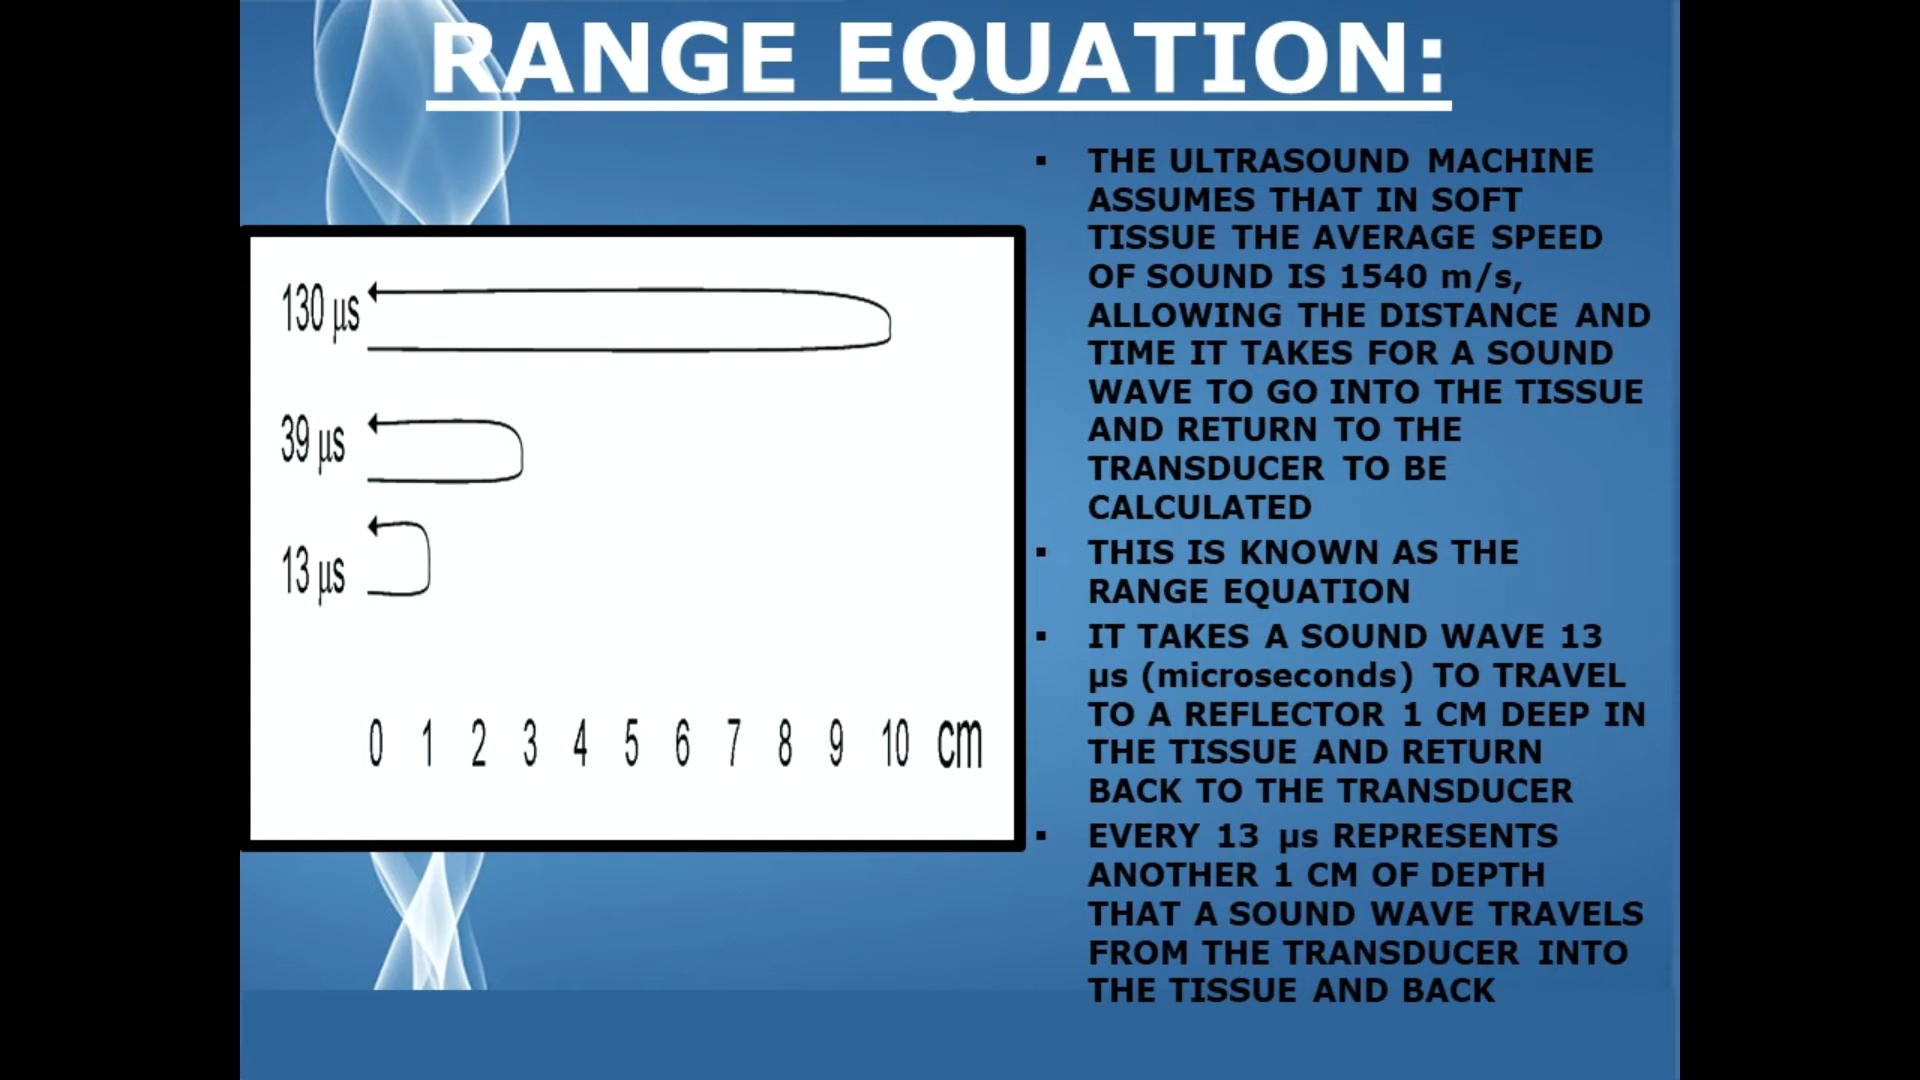 RANGE EQUATION:
130 µs
39 µs
13 µs
0 1 2 3 4 5 6 7 8 9 10 cm
▪ THE ULTRASOUND MACHINE
ASSUMES THAT IN SOFT
TISSUE THE AVERAGE SPEED
OF SOUND IS 1540 m/s,
ALLOWING THE DISTANCE AND
TIME IT TAKES FOR A SOUND
WAVE TO GO INTO THE TISSUE
AND RETURN TO THE
TRANSDUCER TO BE
CALCULATED
▪ THIS IS KNOWN AS THE
RANGE EQUATION
▪ IT TAKES A SOUND WAVE 13
µs (microseconds) TO TRAVEL
TO A REFLECTOR 1 CM DEEP IN
THE TISSUE AND RETURN
BACK TO THE TRANSDUCER
▪ EVERY 13 µs REPRESENTS
ANOTHER 1 CM OF DEPTH
THAT A SOUND WAVE TRAVELS
FROM THE TRANSDUCER INTO
THE TISSUE AND BACK